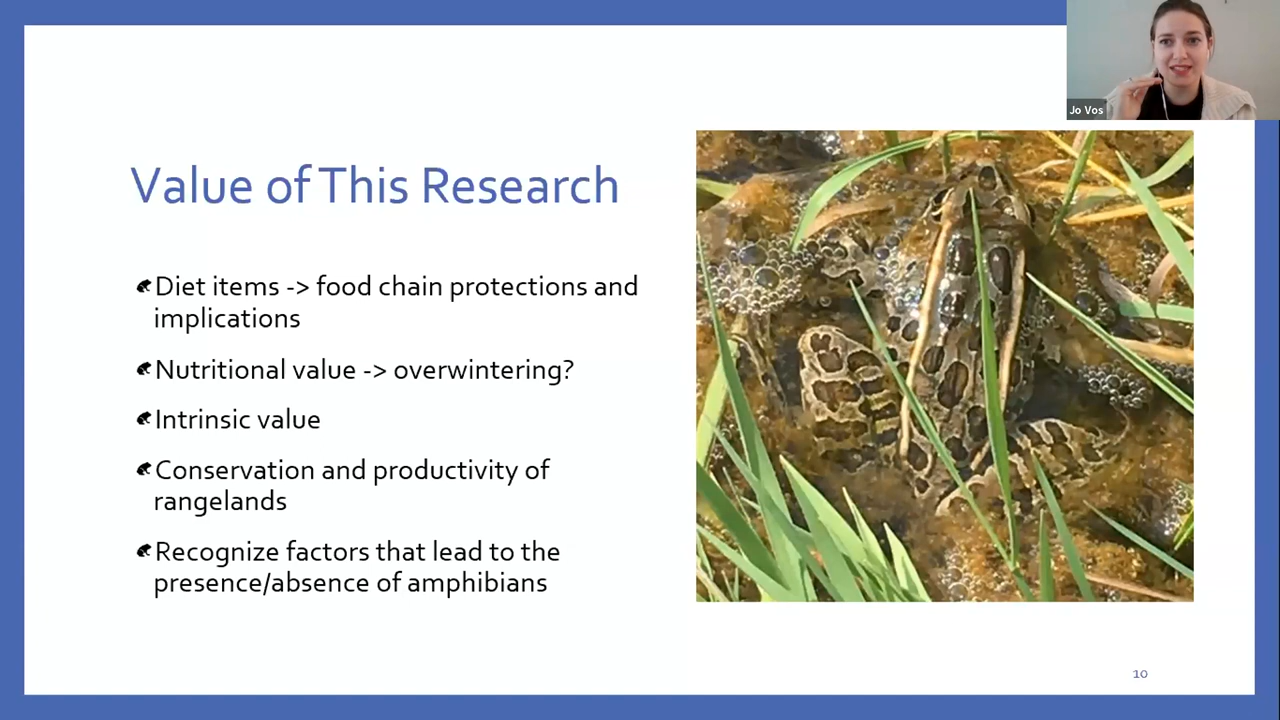 Jo Vos
Value of This Research
Diet items -> food chain protections and
implications
Nutritional value -> overwintering?
Intrinsic value
Conservation and productivity of
rangelands
Recognize factors that lead to the
presence/absence of amphibians
10